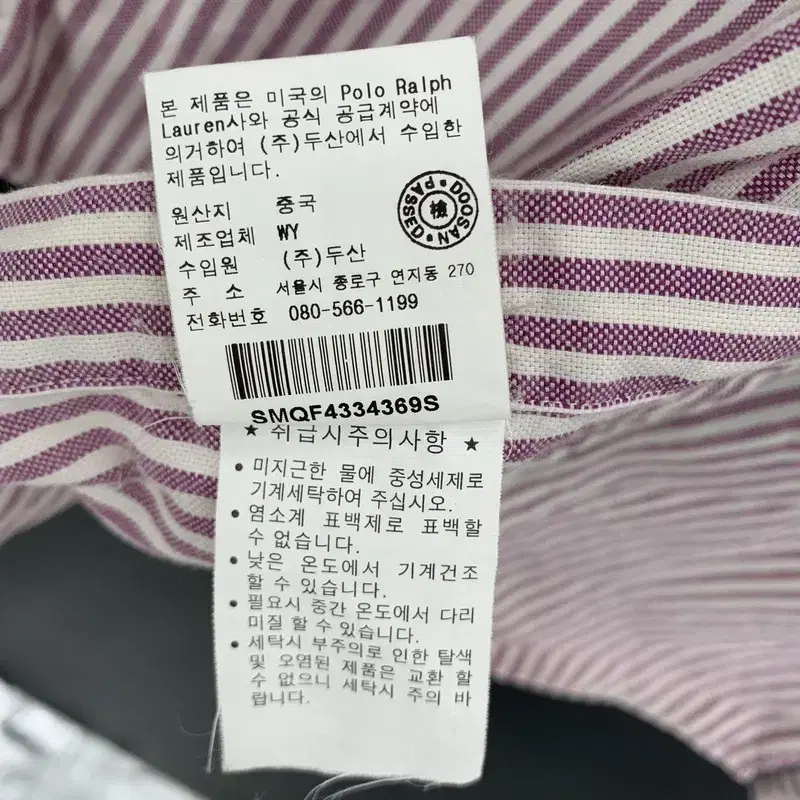 본 제품은 미국의 Polo Ralph
Lauren사와 공식 공급계약에
의거하여 (주)두산에서 수입한
제품입니다.
원산지 중국
제조업체 WY
수입원 (주)두산
주 소 서울시 종로구 연지동 270
전화번호 080-566-1199
DOOSAN
檢
PASSED
SMQF4334369S
★ 취급시주의사항 ★
• 미지근한 물에 중성세제로
기계세탁하여 주십시오.
• 염소계 표백제로 표백할
수 없습니다.
• 낮은 온도에서 기계건조
할 수 있습니다.
• 필요시 중간 온도에서 다리
미질 할 수 있습니다.
• 세탁시 부주의로 인한 탈색
및 오염된 제품은 교환 할
수 없으니 세탁시 주의 바
랍니다.